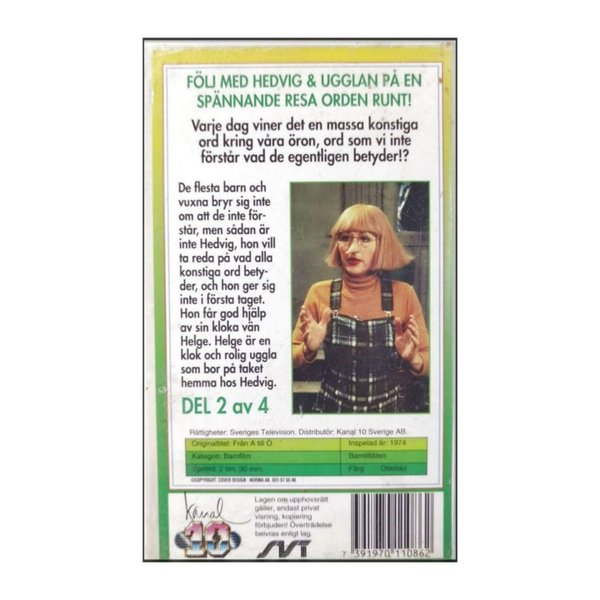 FÖLJ MED HEDVIG & UGGLAN PÅ EN
SPÄNNANDE RESA ORDEN RUNT!
Varje dag viner det en massa konstiga
ord kring våra öron, ord som vi inte
förstår vad de egentligen betyder!?
De flesta barn och
vuxna bryr sig inte
om att de inte för-
står, men sådan är
inte Hedvig, hon vill
ta reda på vad alla
konstiga ord bety-
der, och hon ger sig
inte i första taget.
Hon får god hjälp
av sin kloka vän
Helge. Helge är en
klok och rolig uggla
som bor på taket
hemma hos Hedvig.
DEL 2 av 4
Rättigheter: Sveriges Television. Distributör: Kanal 10 Sverige AB.
Originaltitel: Från A till Ö
Inspelad år: 1974
Kategori: Barnfilm
Barntillåten
Speltid: 2 tim. 30 min.
Färg Otextad
©COPYRIGHT: COVER DESIGN - NORMA AB.
Lagen om upphovsrätt
gäller, endast privat
visning, kopiering
förbjuden! Överträdelse
beivras enligt lag.
Kanal
10
SVT
7 391970 110862